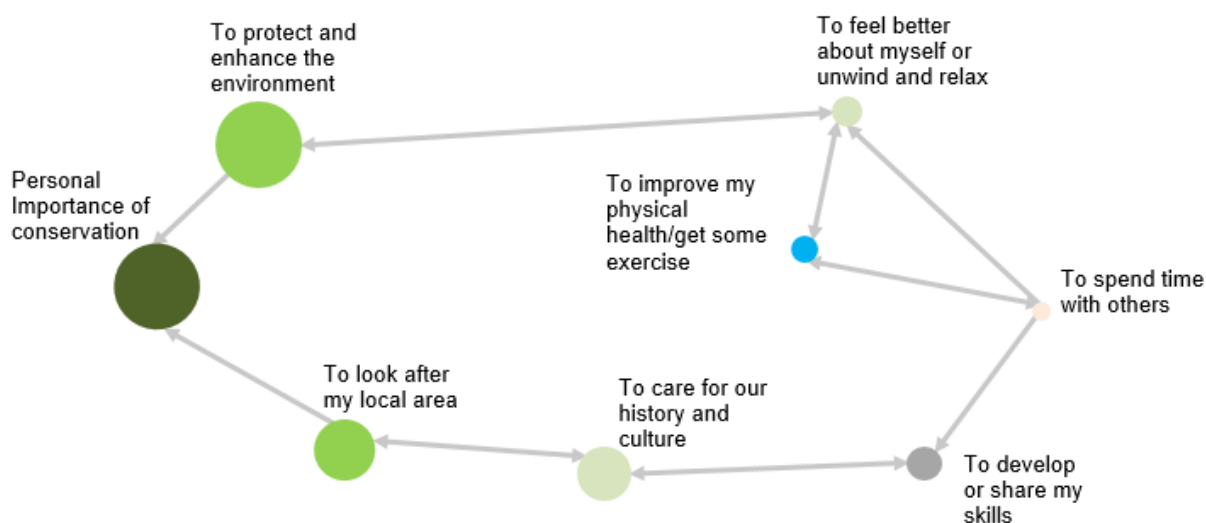 To protect and
enhance the
environment
To feel better
about myself or
unwind and relax
Personal
Importance of
conservation
To improve my
physical
health/get some
exercise
To spend time
with others
To look after
my local area
To care for our
history and
culture
To develop
or share my
skills